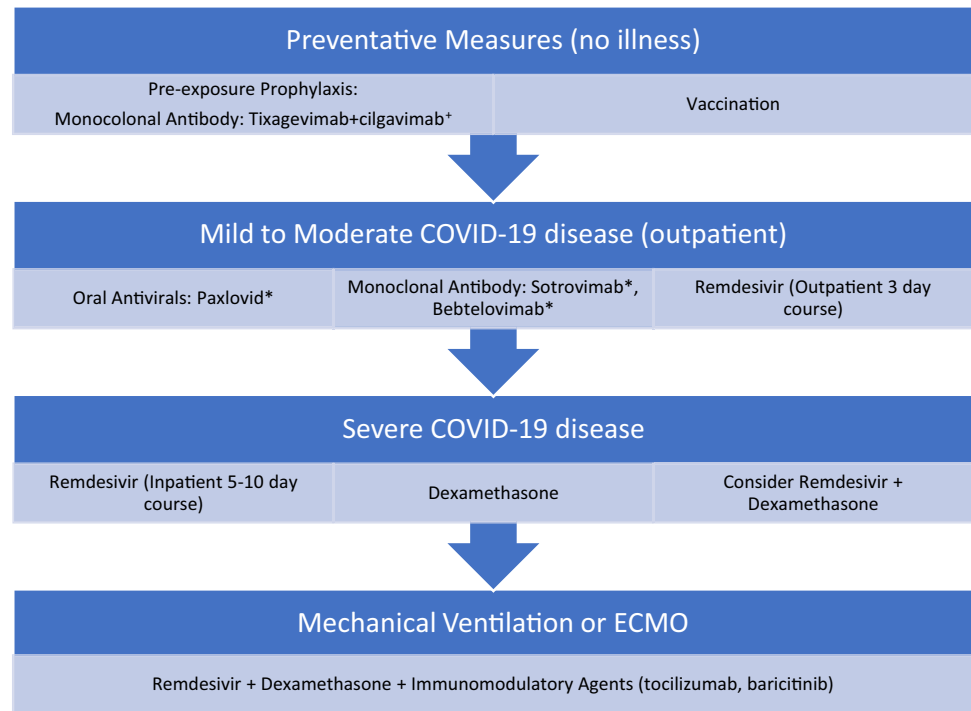 Preventative Measures (no illness)
Pre-exposure Prophylaxis:
Monocolonal Antibody: Tixagevimab+cilgavimab⁺
Vaccination
Mild to Moderate COVID-19 disease (outpatient)
Oral Antivirals: Paxlovid*
Monoclonal Antibody: Sotrovimab*,
Bebtelovimab*
Remdesivir (Outpatient 3 day
course)
Severe COVID-19 disease
Remdesivir (Inpatient 5-10 day
course)
Dexamethasone
Consider Remdesivir +
Dexamethasone
Mechanical Ventilation or ECMO
Remdesivir + Dexamethasone + Immunomodulatory Agents (tocilizumab, baricitinib)